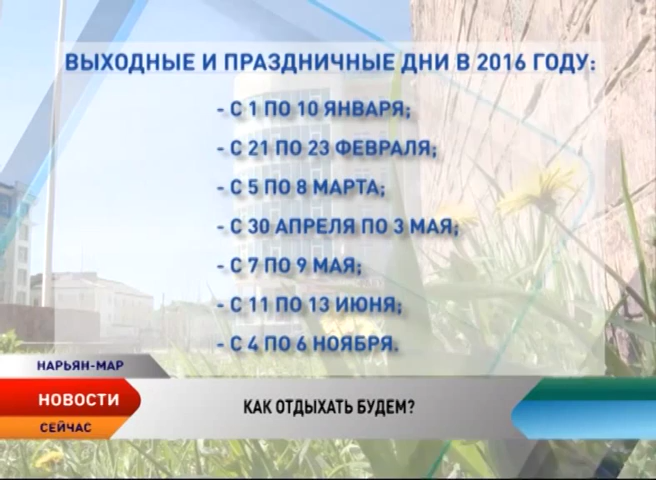 ВЫХОДНЫЕ И ПРАЗДНИЧНЫЕ ДНИ В 2016 ГОДУ:
- С 1 ПО 10 ЯНВАРЯ;
- С 21 ПО 23 ФЕВРАЛЯ;
- С 5 ПО 8 МАРТА;
- С 30 АПРЕЛЯ ПО 3 МАЯ;
- С 7 ПО 9 МАЯ;
- С 11 ПО 13 ИЮНЯ;
- С 4 ПО 6 НОЯБРЯ.
НАРЬЯН-МАР
НОВОСТИ
СЕЙЧАС
КАК ОТДЫХАТЬ БУДЕМ?